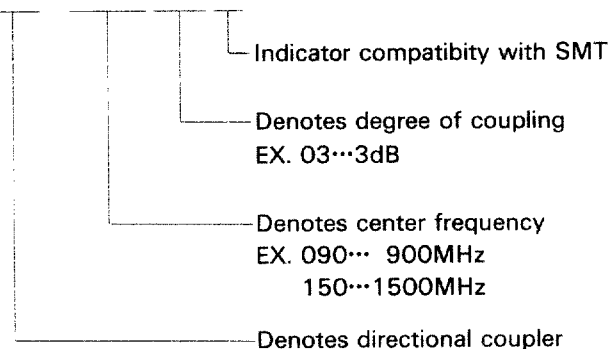 Indicator compatibity with SMT
Denotes degree of coupling
EX. 03···3dB
Denotes center frequency
EX. 090··· 900MHz
150···1500MHz
Denotes directional coupler